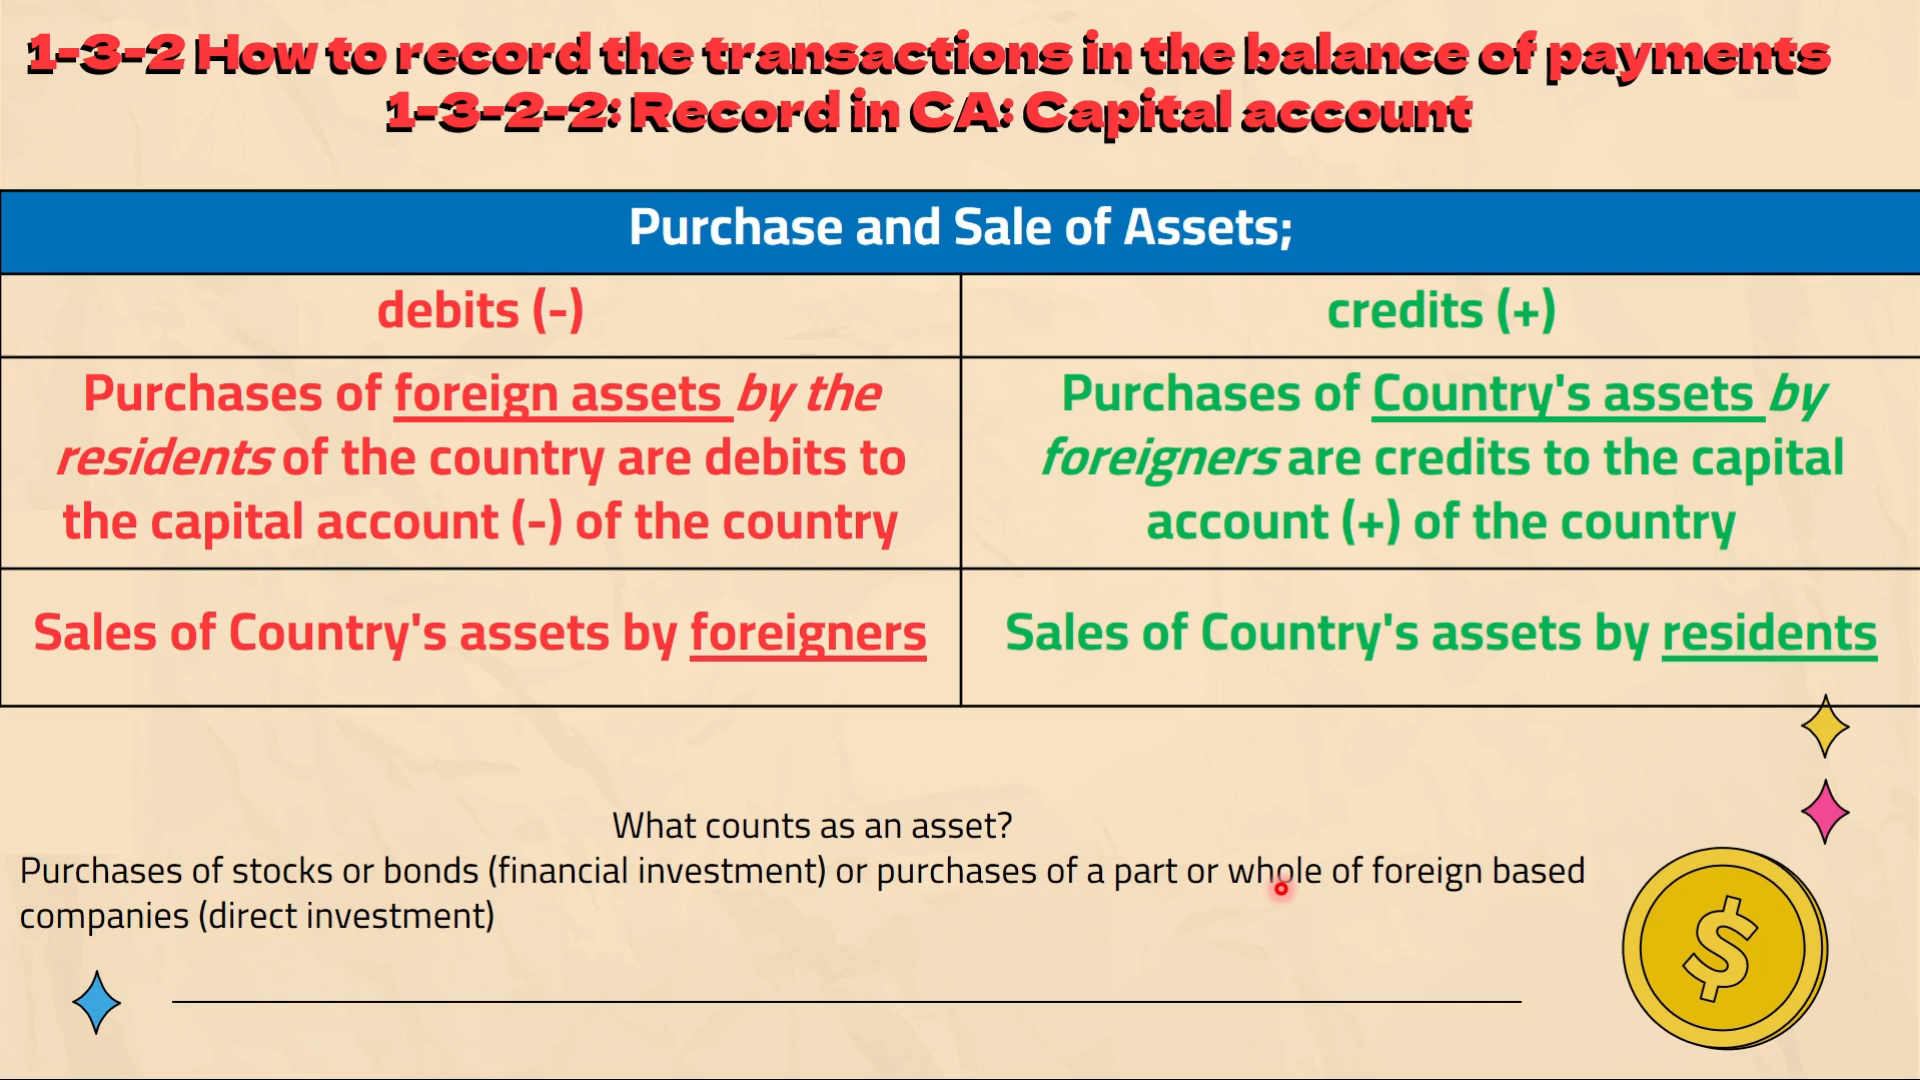 1-3-2 How to record the transactions in the balance of payments
1-3-2-2: Record in CA: Capital account
Purchase and Sale of Assets;
debits (-)
credits (+)
Purchases of foreign assets by the
residents of the country are debits to
the capital account (-) of the country
Purchases of Country's assets by
foreigners are credits to the capital
account (+) of the country
Sales of Country's assets by foreigners
Sales of Country's assets by residents
What counts as an asset?
Purchases of stocks or bonds (financial investment) or purchases of a part or whole of foreign based
companies (direct investment)
$